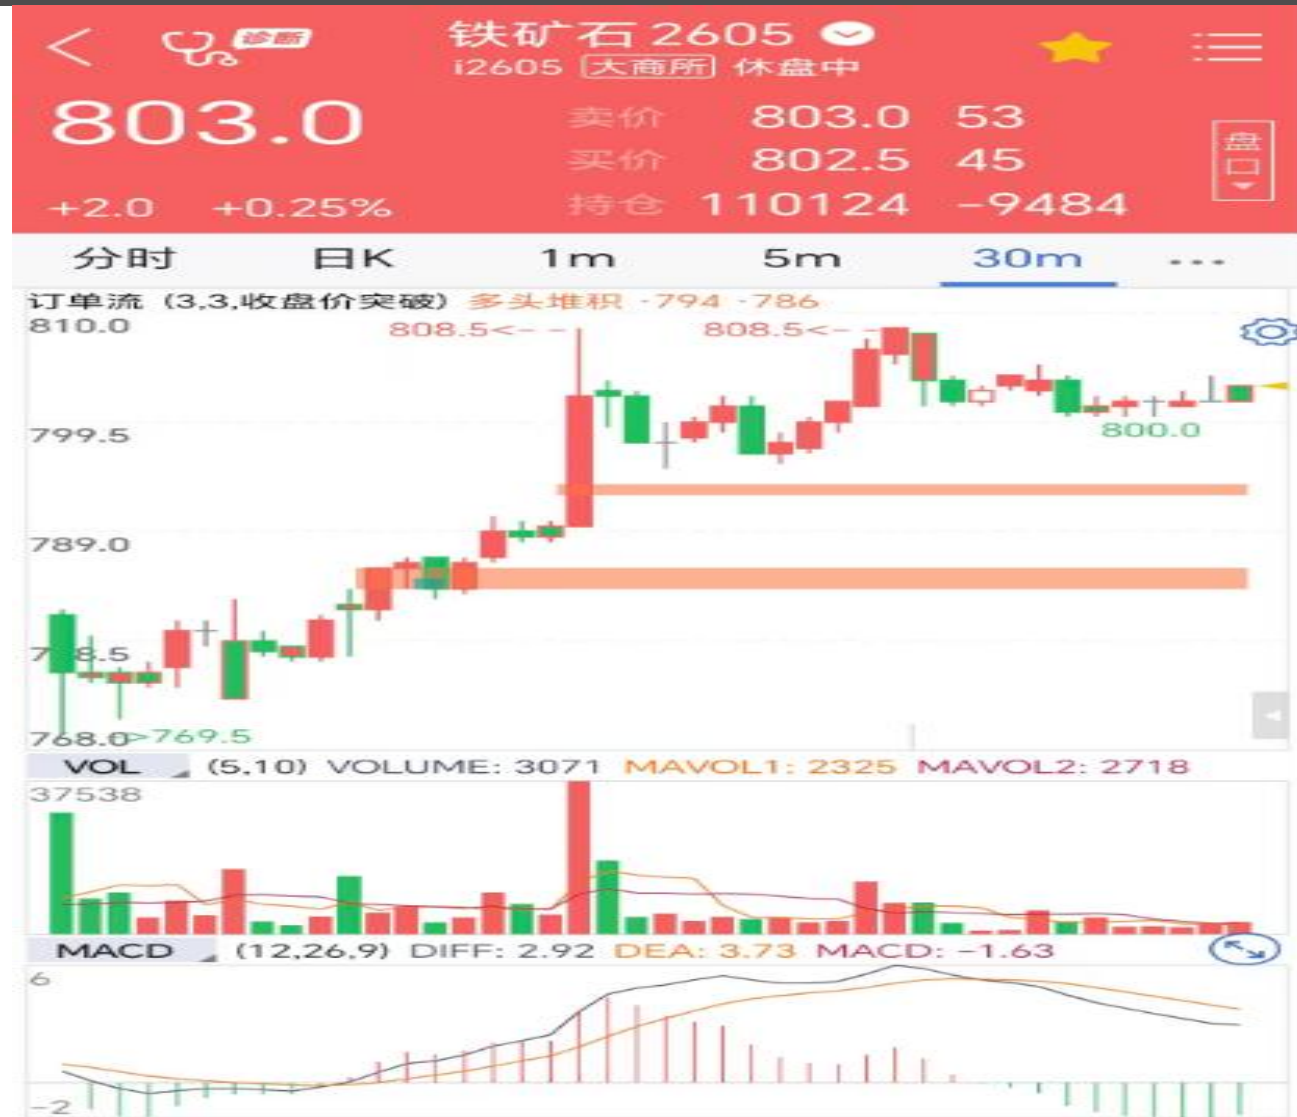 诊断
铁矿石 2605
i2605 大商所 休盘中
803.0
卖价 803.0 53
买价 802.5 45
盘口
+2.0 +0.25%
持仓 110124 -9484
分时 日K 1m 5m 30m ...
订单流 (3,3,收盘价突破) 多头堆积 -794 -786
810.0
808.5<-- 808.5<--
799.5
800.0
789.0
778.5
768.0
>769.5
VOL (5,10) VOLUME: 3071 MAVOL1: 2325 MAVOL2: 2718
37538
MACD (12,26,9) DIFF: 2.92 DEA: 3.73 MACD: -1.63
6
-2